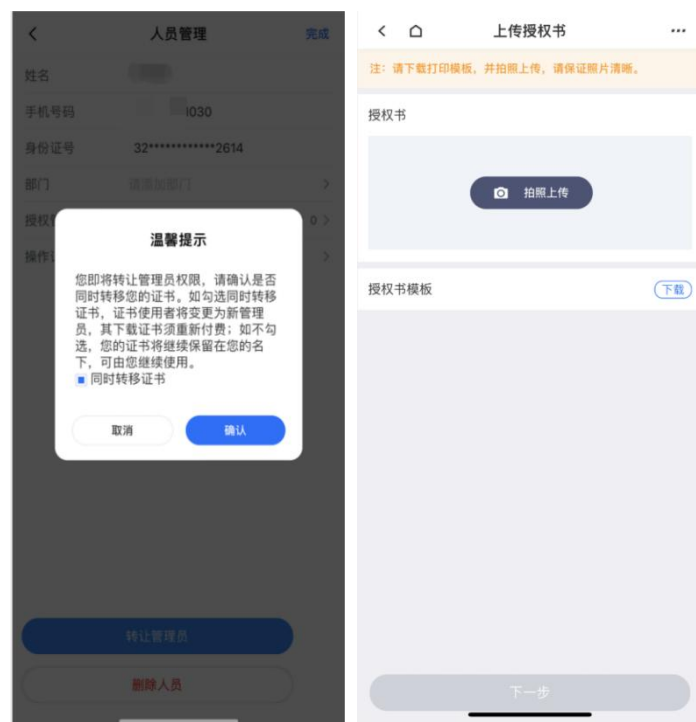 人员管理
完成
姓名
手机号码
030
身份证号
32************2614
部门
请添加部门
授权
0
操作
温馨提示
您即将转让管理员权限，请确认是否
同时转移您的证书。如勾选同时转移
证书，证书使用者将变更为新管理
员，其下载证书须重新付费；如不勾
选，您的证书将继续保留在您的名
下，可由您继续使用。
同时转移证书
取消
确认
转让管理员
删除人员
上传授权书
注：请下载打印模板，并拍照上传，请保证照片清晰。
授权书
拍照上传
授权书模板
下载
下一步